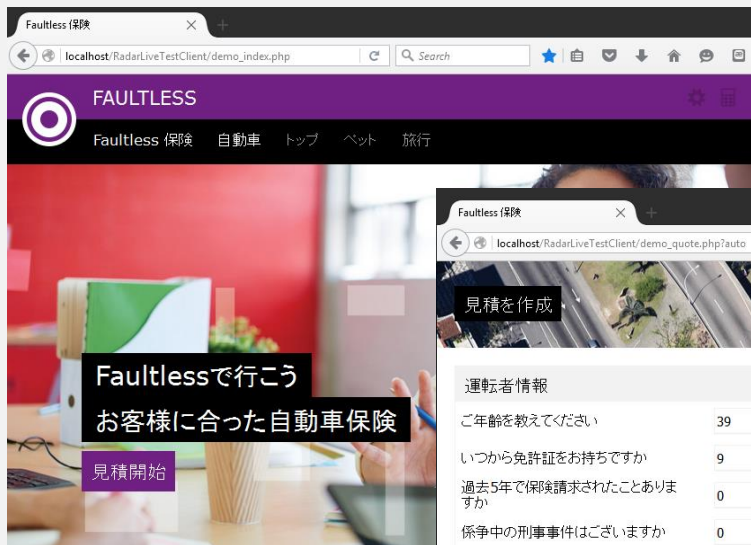 Faultless 保険
localhost/RadarLiveTestClient/demo_index.php
Search
FAULTLESS
Faultless 保険 自動車 トップ ペット 旅行
Faultlessで行こう
お客様に合った自動車保険
見積開始
Faultless 保険
localhost/RadarLiveTestClient/demo_quote.php?auto
見積を作成
運転者情報
ご年齢を教えてください 39
いつから免許証をお持ちですか 9
過去5年で保険請求されたことありま
すか 0
係争中の刑事事件はございますか 0